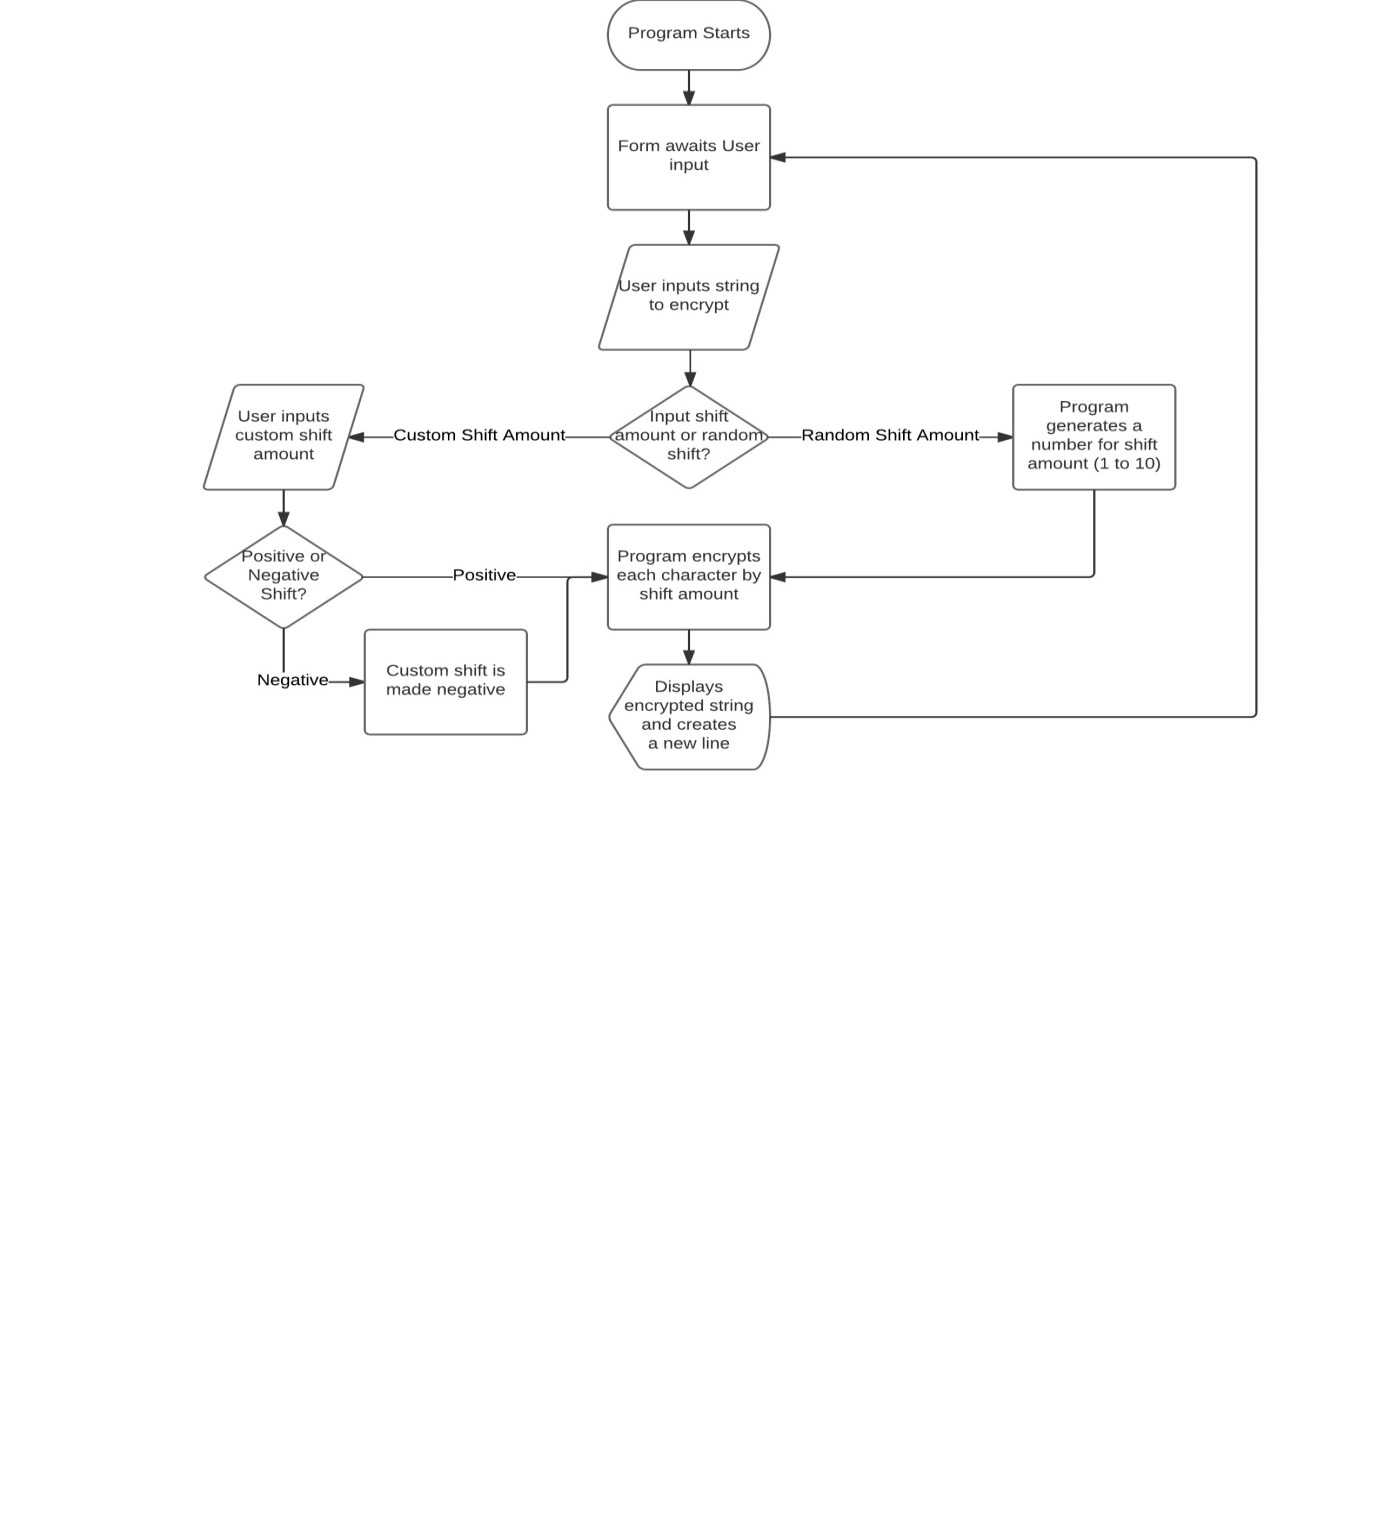 Program Starts
Form awaits User
input
User inputs string
to encrypt
Input shift
amount or random
shift?
Custom Shift Amount
Random Shift Amount
User inputs
custom shift
amount
Program
generates a
number for shift
amount (1 to 10)
Positive or
Negative
Shift?
Positive
Program encrypts
each character by
shift amount
Negative
Custom shift is
made negative
Displays
encrypted string
and creates
a new line